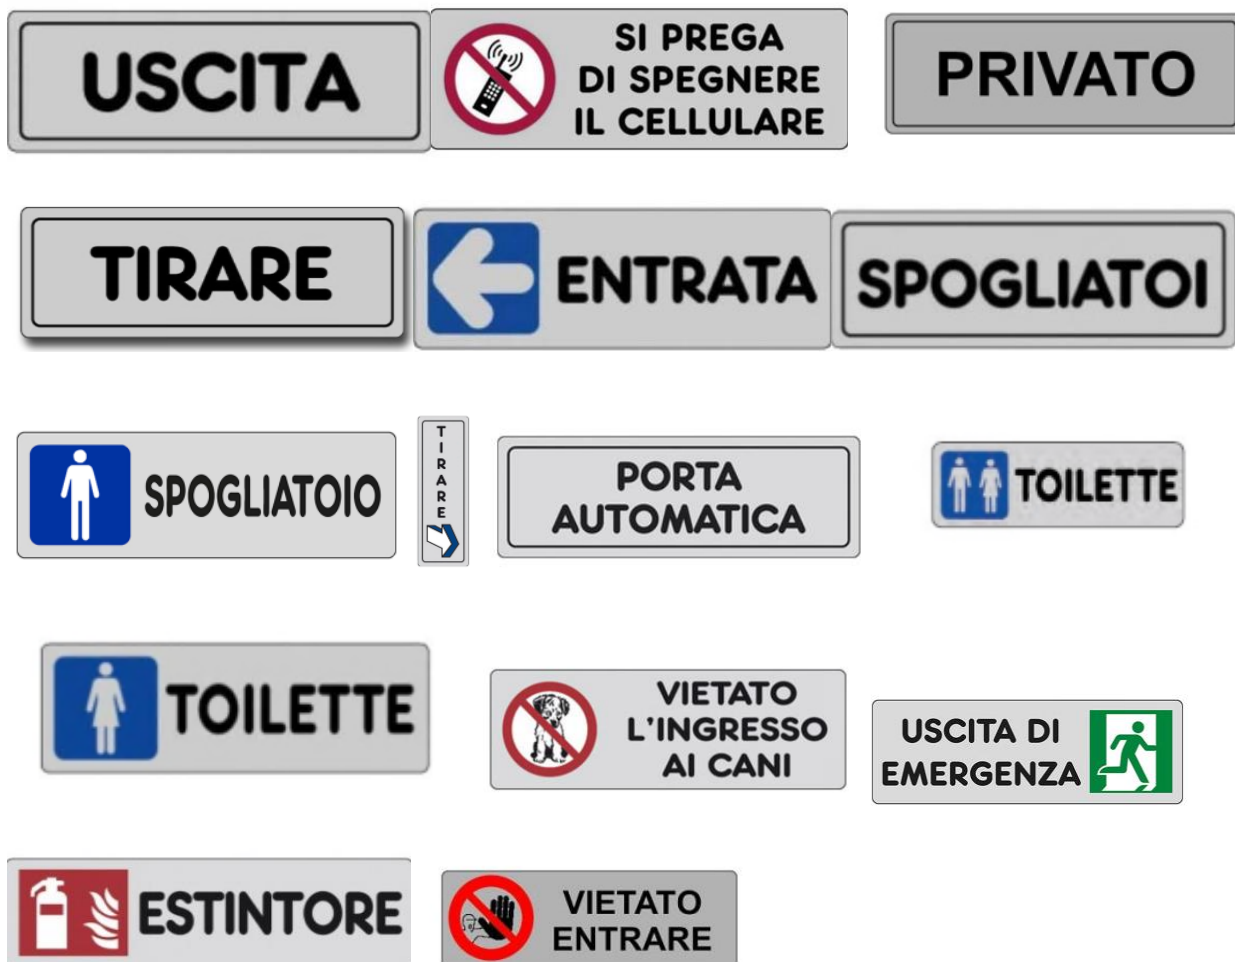 USCITA
SI PREGA
DI SPEGNERE
IL CELLULARE
PRIVATO
TIRARE
ENTRATA
SPOGLIATOI
SPOGLIATOIO
TIRARE
PORTA
AUTOMATICA
TOILETTE
TOILETTE
VIETATO
L'INGRESSO
AI CANI
USCITA DI
EMERGENZA
ESTINTORE
VIETATO
ENTRARE